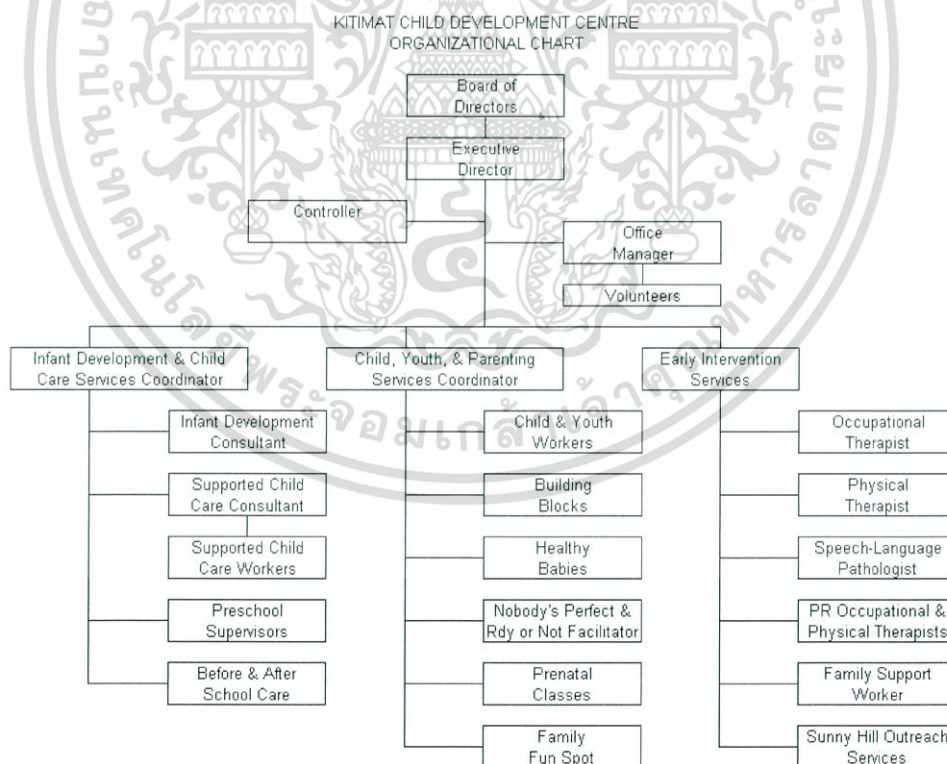 KITIMAT CHILD DEVELOPMENT CENTRE
ORGANIZATIONAL CHART
Board of
Directors
Executive
Director
Controller
Office
Manager
Volunteers
Infant Development & Child
Care Services Coordinator
Child, Youth, & Parenting
Services Coordinator
Early Intervention
Services
Infant Development
Consultant
Supported Child
Care Consultant
Supported Child
Care Workers
Preschool
Supervisors
Before & After
School Care
Child & Youth
Workers
Building
Blocks
Healthy
Babies
Nobody's Perfect &
Rdy or Not Facilitator
Prenatal
Classes
Family
Fun Spot
Occupational
Therapist
Physical
Therapist
Speech-Language
Pathologist
PR Occupational &
Physical Therapists
Family Support
Worker
Sunny Hill Outreach
Services